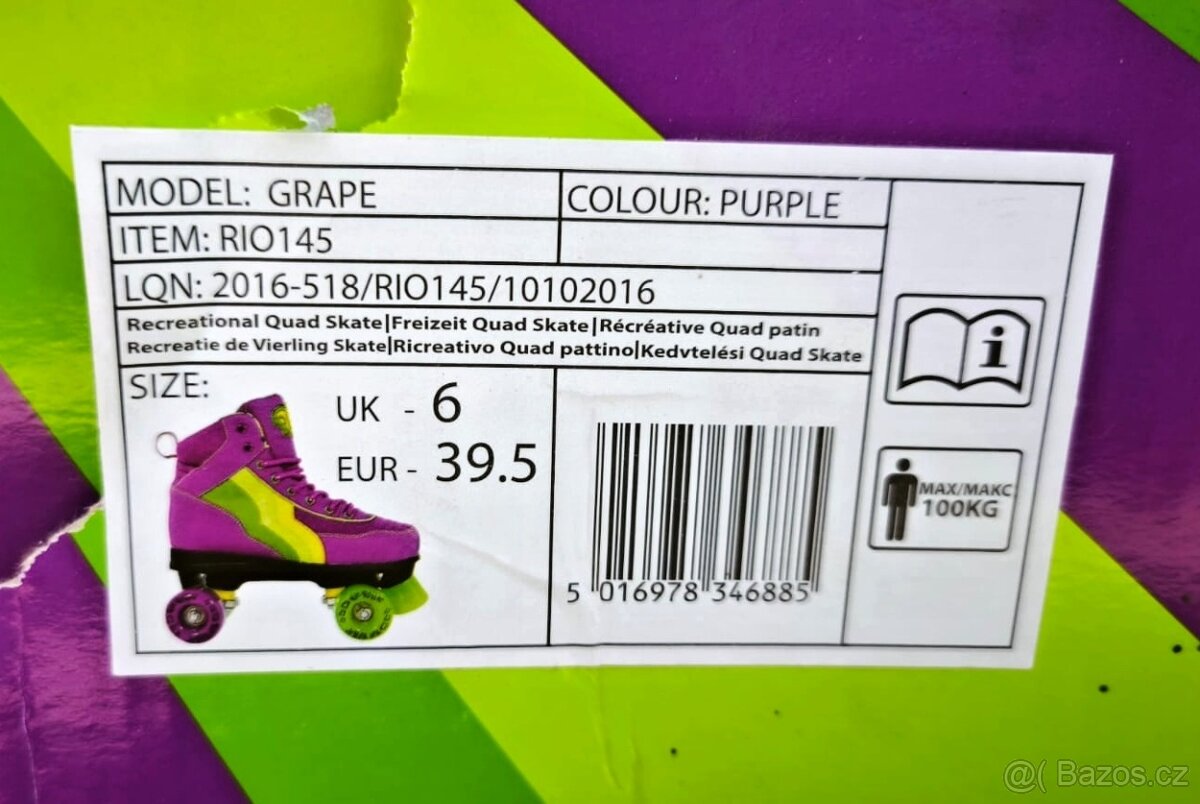 MODEL: GRAPE
COLOUR: PURPLE
ITEM: RIO145
LQN: 2016-518/RIO145/10102016
Recreational Quad Skate|Freizeit Quad Skate|Récréative Quad patin
Recreatie de Vierling Skate|Ricreativo Quad pattino|Kedvtelési Quad Skate
SIZE:
UK - 6
EUR - 39.5
5 016978 346885
i
MAX/МАКС
100KG
@( Bazos.cz